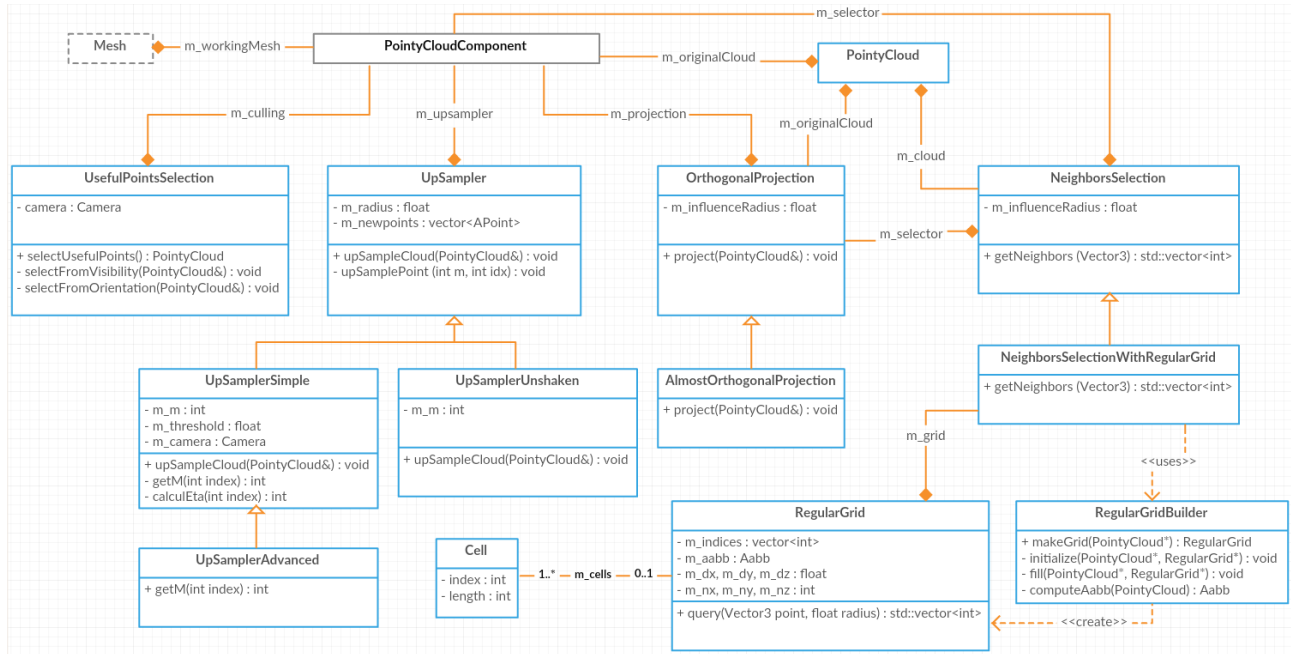 m_selector
Mesh
m_workingMesh
PointyCloudComponent
m_originalCloud
PointyCloud
m_culling
m_upsampler
m_projection
m_originalCloud
m_cloud
UsefulPointsSelection
- camera : Camera
+ selectUsefulPoints() : PointyCloud
- selectFromVisibility(PointyCloud&) : void
- selectFromOrientation(PointyCloud&) : void
UpSampler
- m_radius : float
- m_newpoints : vector<APoint>
+ upSampleCloud(PointyCloud&) : void
- upSamplePoint (int m, int idx) : void
OrthogonalProjection
- m_influenceRadius : float
+ project(PointyCloud&) : void
m_selector
NeighborsSelection
- m_influenceRadius : float
+ getNeighbors (Vector3) : std::vector<int>
UpSamplerSimple
- m_m : int
- m_threshold : float
- m_camera : Camera
+ upSampleCloud(PointyCloud&) : void
- getM(int index) : int
- calculEta(int index) : int
UpSamplerUnshaken
- m_m : int
+ upSampleCloud(PointyCloud&) : void
AlmostOrthogonalProjection
+ project(PointyCloud&) : void
NeighborsSelectionWithRegularGrid
+ getNeighbors (Vector3) : std::vector<int>
m_grid
<<uses>>
UpSamplerAdvanced
+ getM(int index) : int
Cell
- index : int
- length : int
1..* m_cells 0..1
RegularGrid
- m_indices : vector<int>
- m_aabb : Aabb
- m_dx, m_dy, m_dz : float
- m_nx, m_ny, m_nz : int
+ query(Vector3 point, float radius) : std::vector<int>
RegularGridBuilder
+ makeGrid(PointyCloud*) : RegularGrid
- initialize(PointyCloud*, RegularGrid*) : void
- fill(PointyCloud*, RegularGrid*) : void
- computeAabb(PointyCloud) : Aabb
<<create>>